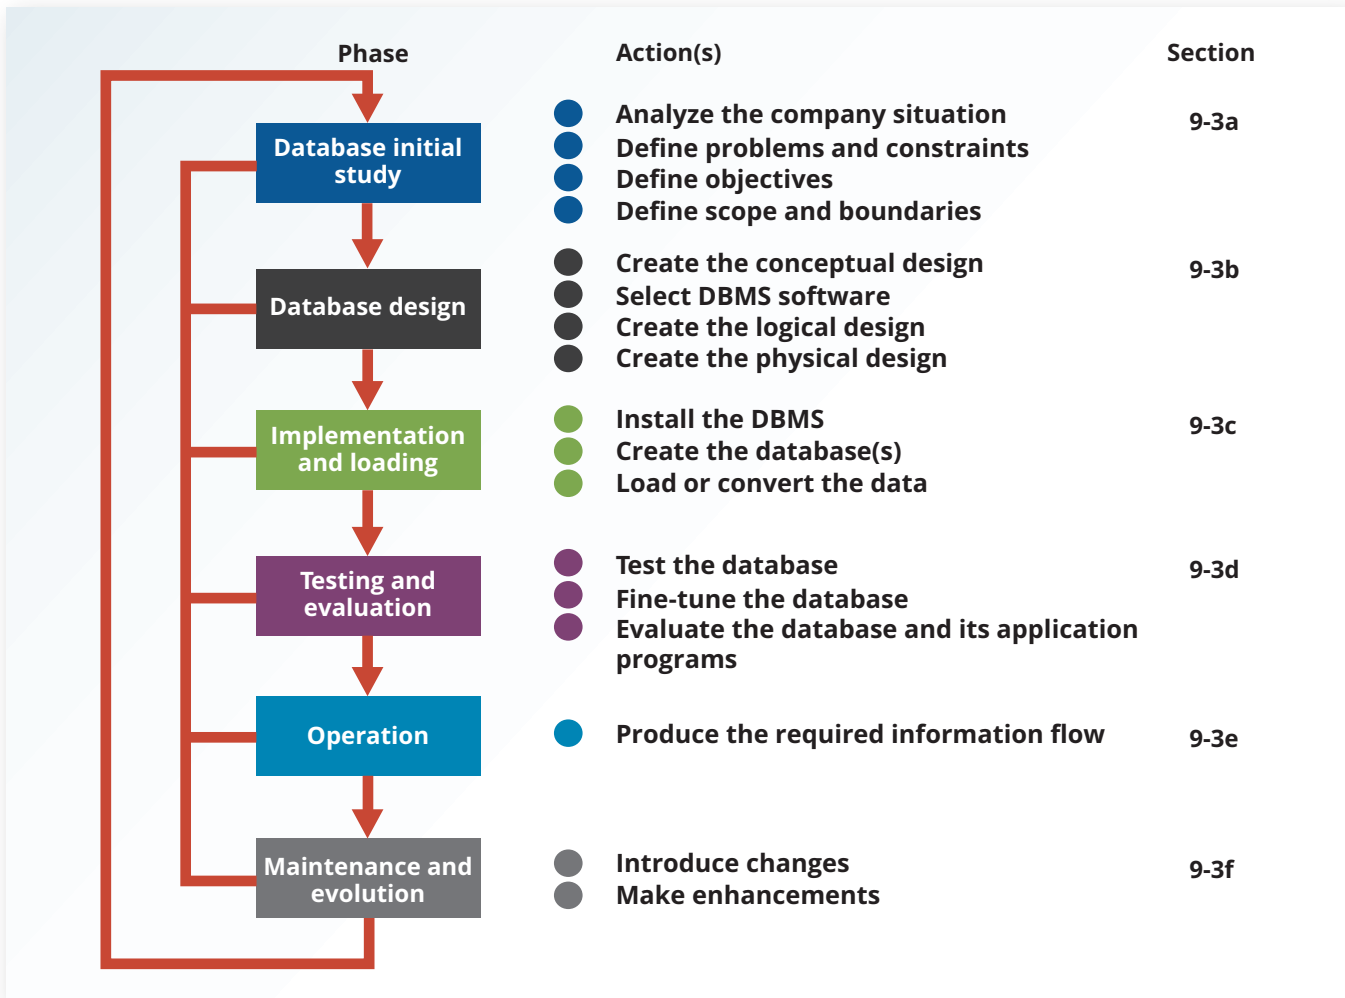 Phase Action(s) Section
Database initial
study
Analyze the company situation
Define problems and constraints
Define objectives
Define scope and boundaries
9-3a
Database design
Create the conceptual design
Select DBMS software
Create the logical design
Create the physical design
9-3b
Implementation
and loading
Install the DBMS
Create the database(s)
Load or convert the data
9-3c
Testing and
evaluation
Test the database
Fine-tune the database
Evaluate the database and its application
programs
9-3d
Operation
Produce the required information flow
9-3e
Maintenance and
evolution
Introduce changes
Make enhancements
9-3f